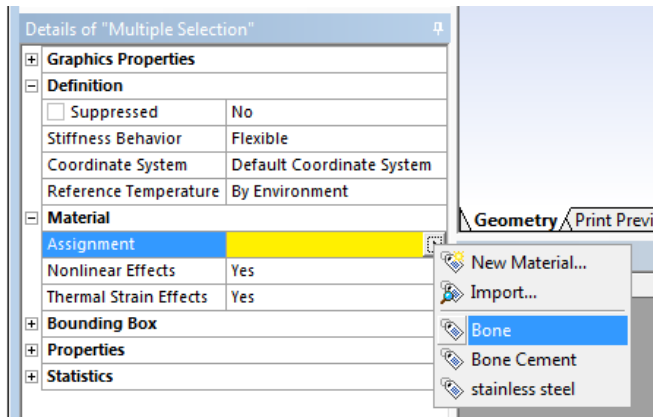 Details of "Multiple Selection"
Graphics Properties
Definition
Suppressed No
Stiffness Behavior Flexible
Coordinate System Default Coordinate System
Reference Temperature By Environment
Material
Assignment
Nonlinear Effects Yes
Thermal Strain Effects Yes
Bounding Box
Properties
Statistics
Geometry Print Previ
New Material...
Import...
Bone
Bone Cement
stainless steel